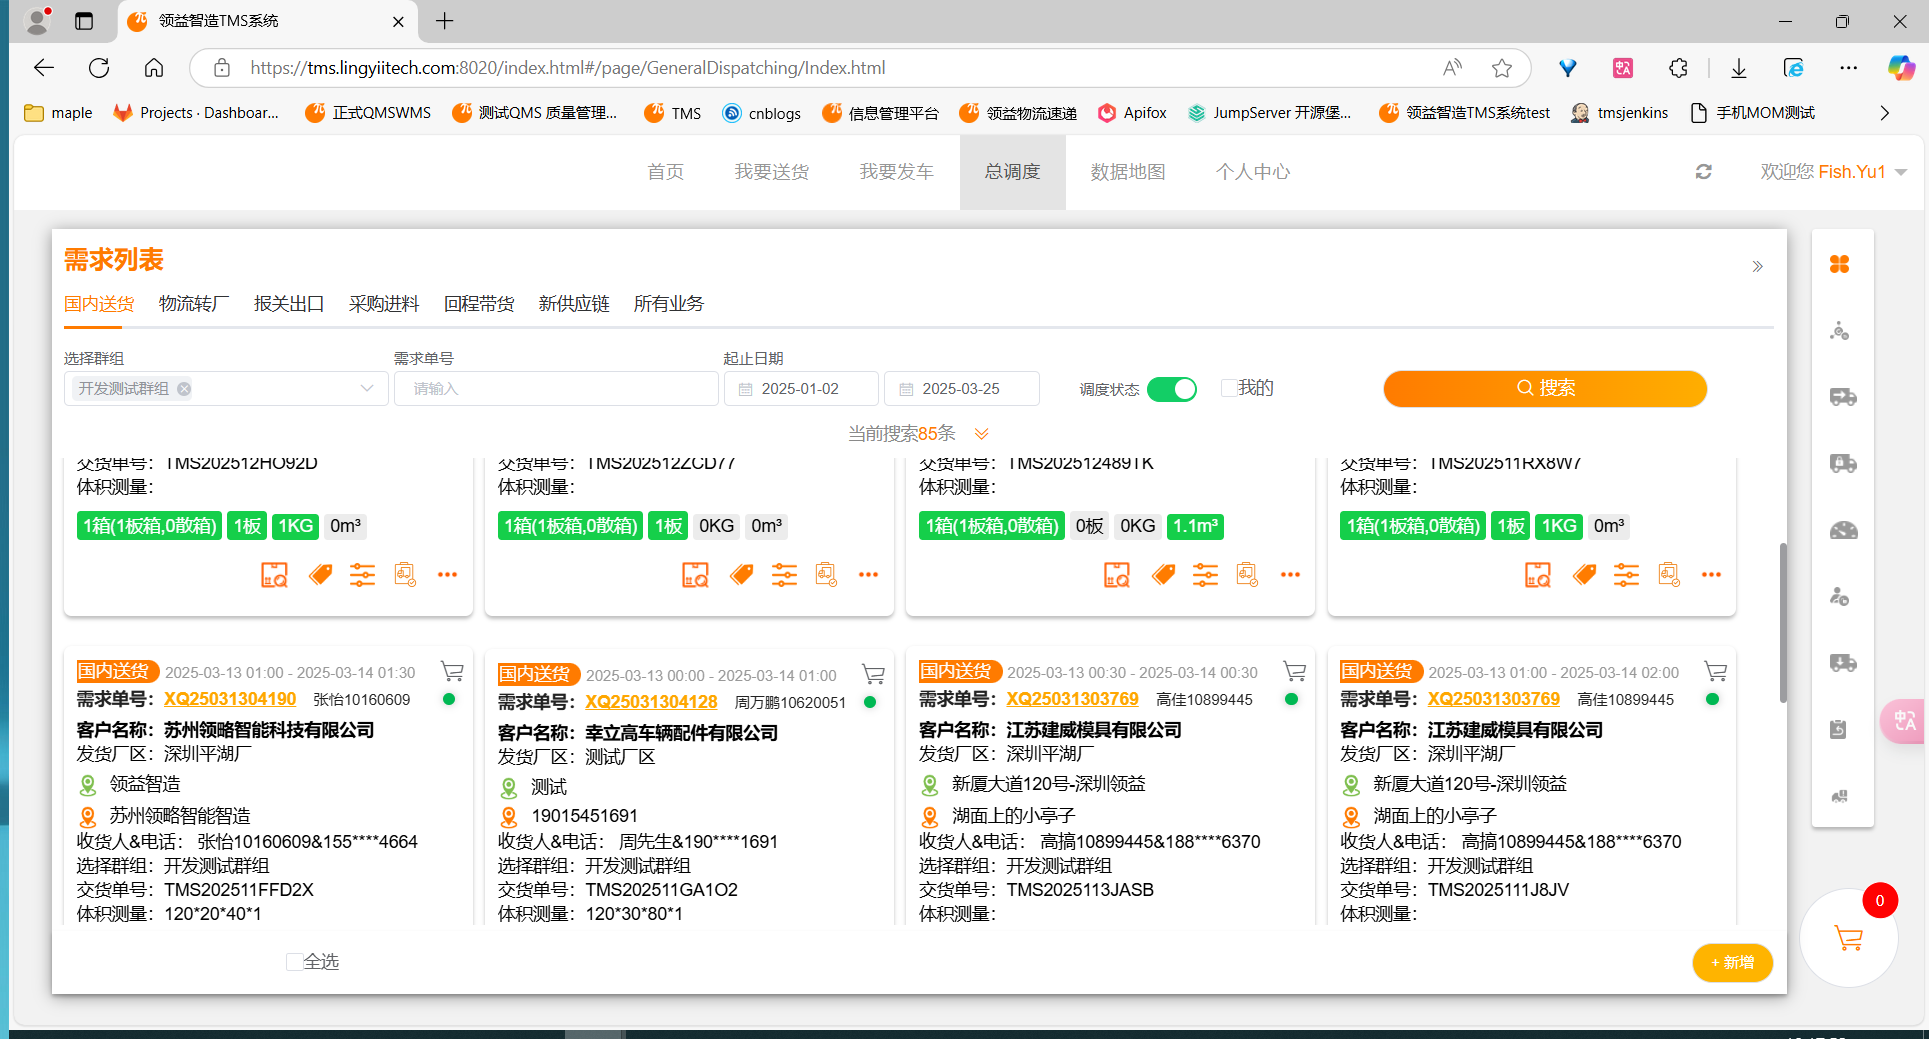 领益智造TMS系统
https://tms.lingyiitech.com:8020/index.html#/page/GeneralDispatching/Index.html
maple
Projects · Dashboar...
正式QMSWMS
测试QMS 质量管理...
TMS
cnblogs
信息管理平台
领益物流速递
Apifox
JumpServer 开源堡...
领益智造TMS系统test
tmsjenkins
手机MOM测试
首页 我要送货 我要发车 总调度 数据地图 个人中心
欢迎您 Fish.Yu1
需求列表
国内送货 物流转厂 报关出口 采购进料 回程带货 新供应链 所有业务
选择群组 需求单号 起止日期
开发测试群组 请输入 2025-01-02 2025-03-25 调度状态 我的 搜索
当前搜索85条
交货单号：TMS202512HO92D
体积测量：
1箱(1板箱,0散箱) 1板 1KG 0m³
交货单号：TMS202512ZCD77
体积测量：
1箱(1板箱,0散箱) 1板 0KG 0m³
交货单号：TMS202512489TK
体积测量：
1箱(1板箱,0散箱) 0板 0KG 1.1m³
交货单号：TMS202511RX8W7
体积测量：
1箱(1板箱,0散箱) 1板 1KG 0m³
国内送货 2025-03-13 01:00 - 2025-03-14 01:30
需求单号：XQ25031304190 张怡10160609
客户名称：苏州领略智能科技有限公司
发货厂区：深圳平湖厂
领益智造
苏州领略智能智造
收货人&电话： 张怡10160609&155****4664
选择群组：开发测试群组
交货单号：TMS202511FFD2X
体积测量：120*20*40*1
国内送货 2025-03-13 00:00 - 2025-03-14 01:00
需求单号：XQ25031304128 周万鹏10620051
客户名称：幸立高车辆配件有限公司
发货厂区：测试厂区
测试
19015451691
收货人&电话： 周先生&190****1691
选择群组：开发测试群组
交货单号：TMS202511GA1O2
体积测量：120*30*80*1
国内送货 2025-03-13 00:30 - 2025-03-14 00:30
需求单号：XQ25031303769 高佳10899445
客户名称：江苏建威模具有限公司
发货厂区：深圳平湖厂
新厦大道120号-深圳领益
湖面上的小亭子
收货人&电话： 高搞10899445&188****6370
选择群组：开发测试群组
交货单号：TMS2025113JASB
体积测量：
国内送货 2025-03-13 01:00 - 2025-03-14 02:00
需求单号：XQ25031303769 高佳10899445
客户名称：江苏建威模具有限公司
发货厂区：深圳平湖厂
新厦大道120号-深圳领益
湖面上的小亭子
收货人&电话： 高搞10899445&188****6370
选择群组：开发测试群组
交货单号：TMS2025111J8JV
体积测量：
全选
+ 新增
0